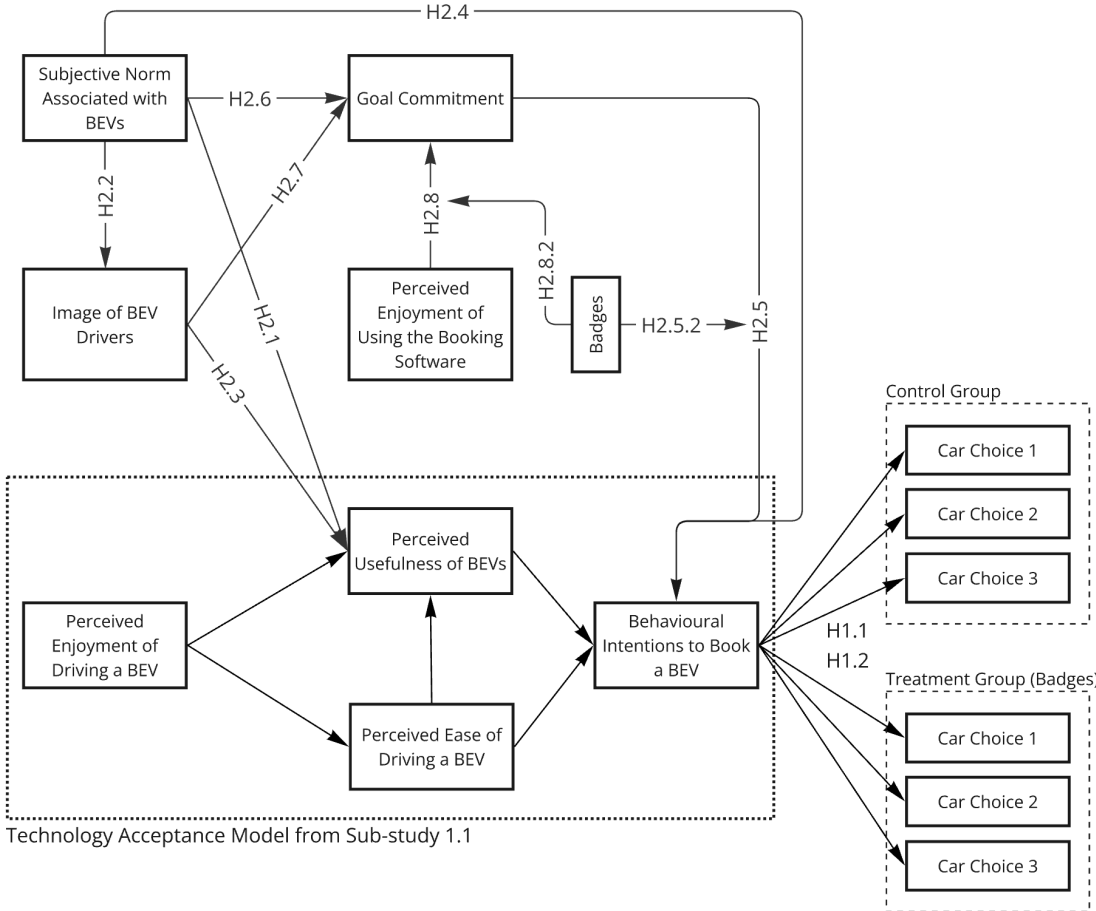 H2.4
Subjective Norm
Associated with
BEVs
H2.6
Goal Commitment
H2.2
H2.7
H2.8
H2.8.2
Image of BEV
Drivers
H2.1
H2.3
Perceived
Enjoyment of
Using the Booking
Software
Badges
H2.5.2
H2.5
Control Group
Car Choice 1
Car Choice 2
Car Choice 3
Perceived
Usefulness of BEVs
Perceived
Enjoyment of
Driving a BEV
Behavioural
Intentions to Book
a BEV
H1.1
H1.2
Perceived Ease of
Driving a BEV
Treatment Group (Badges)
Car Choice 1
Car Choice 2
Car Choice 3
Technology Acceptance Model from Sub-study 1.1